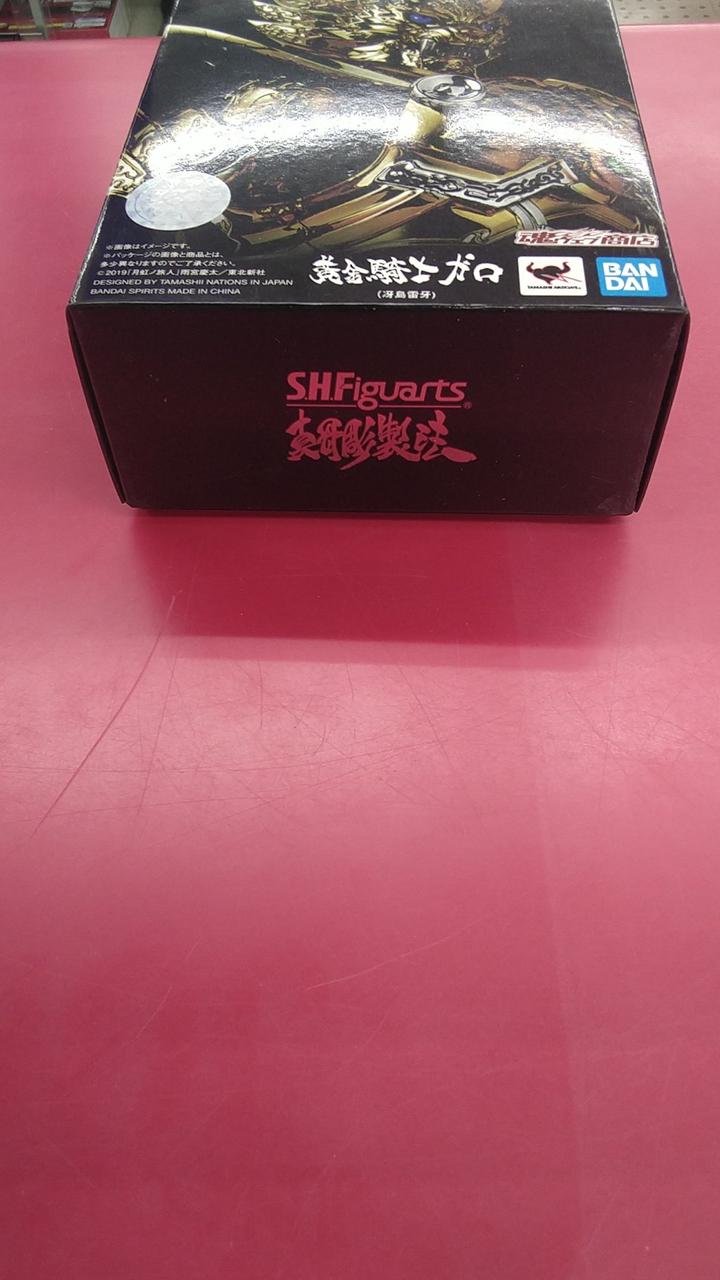 魂ウェブ商店
※画像はイメージです。
※パッケージの画像と商品とは、
多少異なりますのでご了承ください。
©2019「月虹ノ旅人」雨宮慶太／東北新社
DESIGNED BY TAMASHII NATIONS IN JAPAN
BANDAI SPIRITS MADE IN CHINA
黄金騎士ガロ
(冴島雷牙)
TAMASHII NATIONS
BAN
DAI
S.H.Figuarts®
真骨彫製法